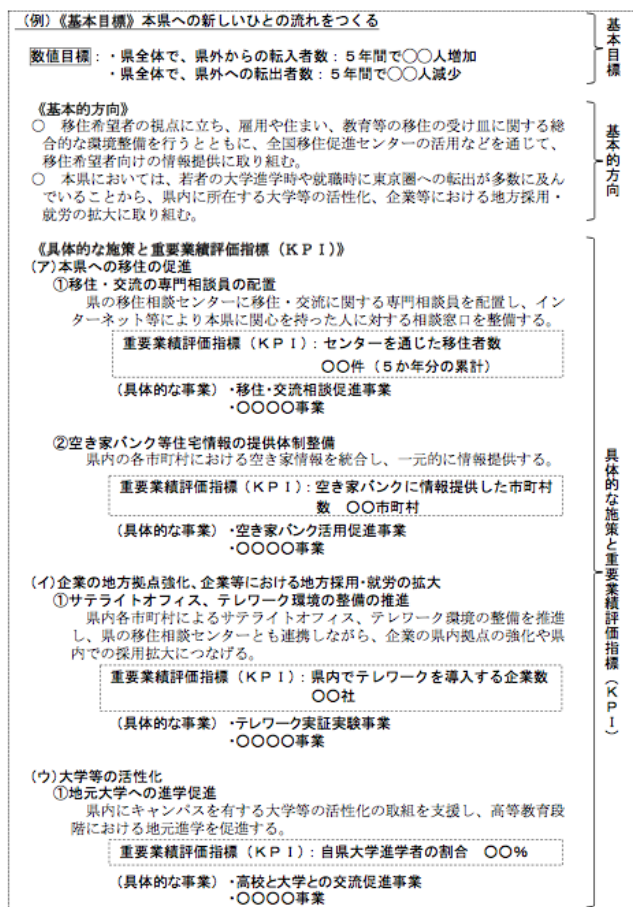 （例）《基本目標》本県への新しいひとの流れをつくる
数値目標：・県全体で、県外からの転入者数：５年間で〇〇人増加
・県全体で、県外への転出者数：５年間で〇〇人減少
基本目標
《基本的方向》
○　移住希望者の視点に立ち、雇用や住まい、教育等の移住の受け皿に関する総
合的な環境整備を行うとともに、全国移住促進センターの活用などを通じて、
移住希望者向けの情報提供に取り組む。
○　本県においては、若者の大学進学時や就職時に東京圏への転出が多数に及ん
でいることから、県内に所在する大学等の活性化、企業等における地方採用・
就労の拡大に取り組む。
基本的方向
《具体的な施策と重要業績評価指標（ＫＰＩ）》
（ア）本県への移住の促進
①移住・交流の専門相談員の配置
県の移住相談センターに移住・交流に関する専門相談員を配置し、イン
ターネット等により本県に関心を持った人に対する相談窓口を整備する。
重要業績評価指標（ＫＰＩ）：センターを通じた移住者数
〇〇件（５か年分の累計）
（具体的な事業）・移住・交流相談促進事業
・〇〇〇〇事業
②空き家バンク等住宅情報の提供体制整備
県内の各市町村における空き家情報を統合し、一元的に情報提供する。
重要業績評価指標（ＫＰＩ）：空き家バンクに情報提供した市町村
数　〇〇市町村
（具体的な事業）・空き家バンク活用促進事業
・〇〇〇〇事業
（イ）企業の地方拠点強化、企業等における地方採用・就労の拡大
①サテライトオフィス、テレワーク環境の整備の推進
県内各市町村によるサテライトオフィス、テレワーク環境の整備を推進
し、県の移住相談センターとも連携しながら、企業の県内拠点の強化や県
内での採用拡大につなげる。
重要業績評価指標（ＫＰＩ）：県内でテレワークを導入する企業数
〇〇社
（具体的な事業）・テレワーク実証実験事業
・〇〇〇〇事業
（ウ）大学等の活性化
①地元大学への進学促進
県内にキャンパスを有する大学等の活性化の取組を支援し、高等教育段
階における地元進学を促進する。
重要業績評価指標（ＫＰＩ）：自県大学進学者の割合　〇〇％
（具体的な事業）・高校と大学との交流促進事業
・〇〇〇〇事業
具体的な施策と重要業績評価指標（ＫＰＩ）